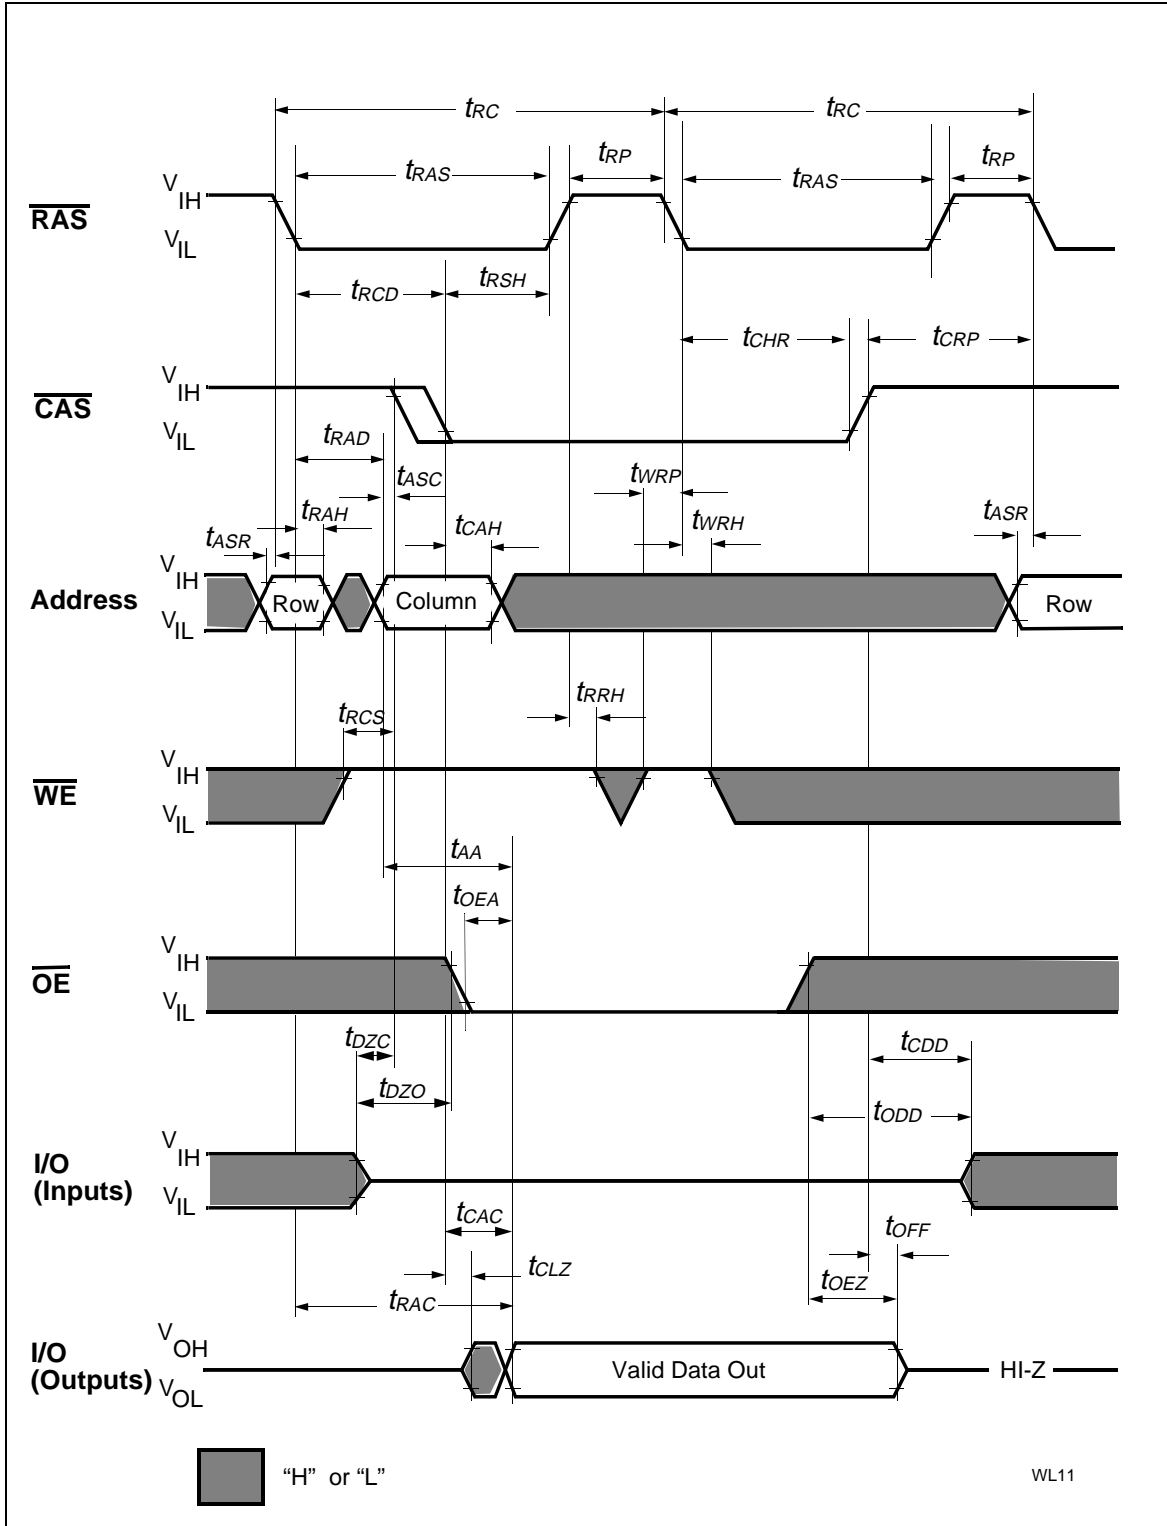 tRC tRC
tRAS tRP tRAS tRP
VIH
RAS
VIL
tRCD tRSH
tCHR tCRP
VIH
CAS
VIL
tRAD
tASC tWRP
tRAH tCAH tWRH
tASR tASR
VIH
Address Row Column Row
VIL
tRRH
tRCS
VIH
WE
VIL
tAA
tOEA
VIH
OE
VIL
tDZC tCDD
tDZO tODD
VIH
I/O
(Inputs)
VIL
tCAC tOFF
tCLZ tOEZ
tRAC
VOH
I/O
(Outputs) Valid Data Out HI-Z
VOL
“H” or “L” WL11